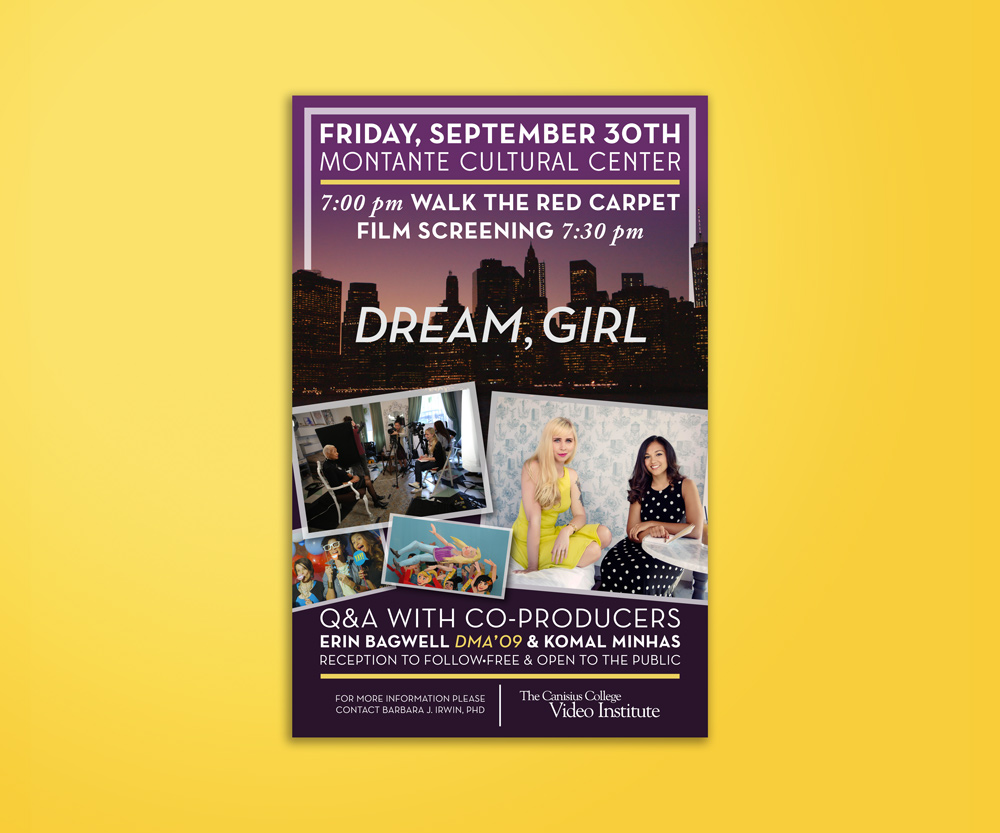 FRIDAY, SEPTEMBER 30TH
MONTANTE CULTURAL CENTER
7:00 pm WALK THE RED CARPET
FILM SCREENING 7:30 pm
DREAM, GIRL
Q&A WITH CO-PRODUCERS
ERIN BAGWELL DMA'09 & KOMAL MINHAS
RECEPTION TO FOLLOW•FREE & OPEN TO THE PUBLIC
FOR MORE INFORMATION PLEASE
CONTACT BARBARA J. IRWIN, PHD
The Canisius College
Video Institute